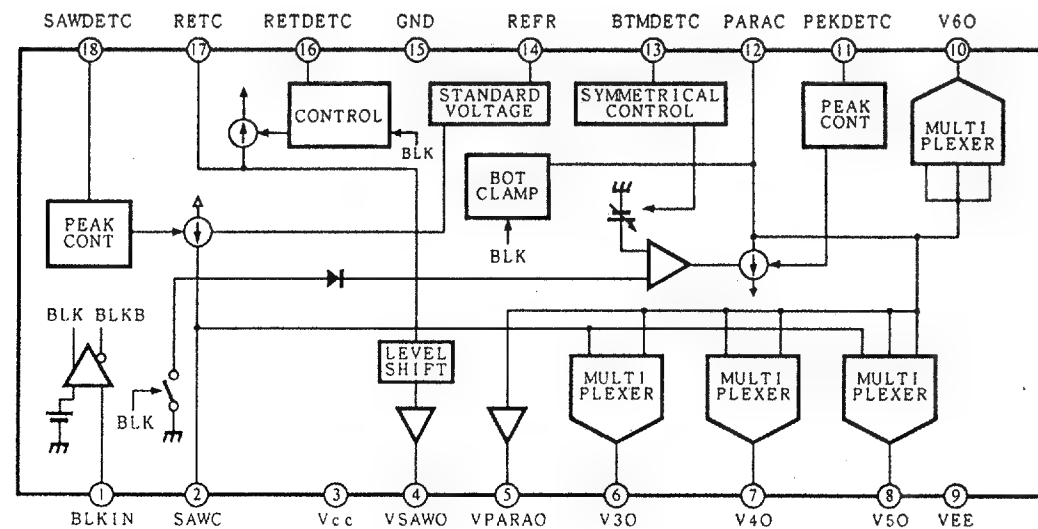 SAWDETC RETC RETDETC GND REFR BTMDETC PARAC PEKDETC V6O
18 17 16 15 14 13 12 11 10
CONTROL
BLK
STANDARD
VOLTAGE
SYMMETRICAL
CONTROL
PEAK
CONT
MULTI
PLEXER
BOT
CLAMP
BLK
PEAK
CONT
BLK BLKB
BLK
LEVEL
SHIFT
MULTI
PLEXER
MULTI
PLEXER
MULTI
PLEXER
1 2 3 4 5 6 7 8 9
BLKIN SAWC Vcc VSAWO VPARAO V3O V4O V5O VEE